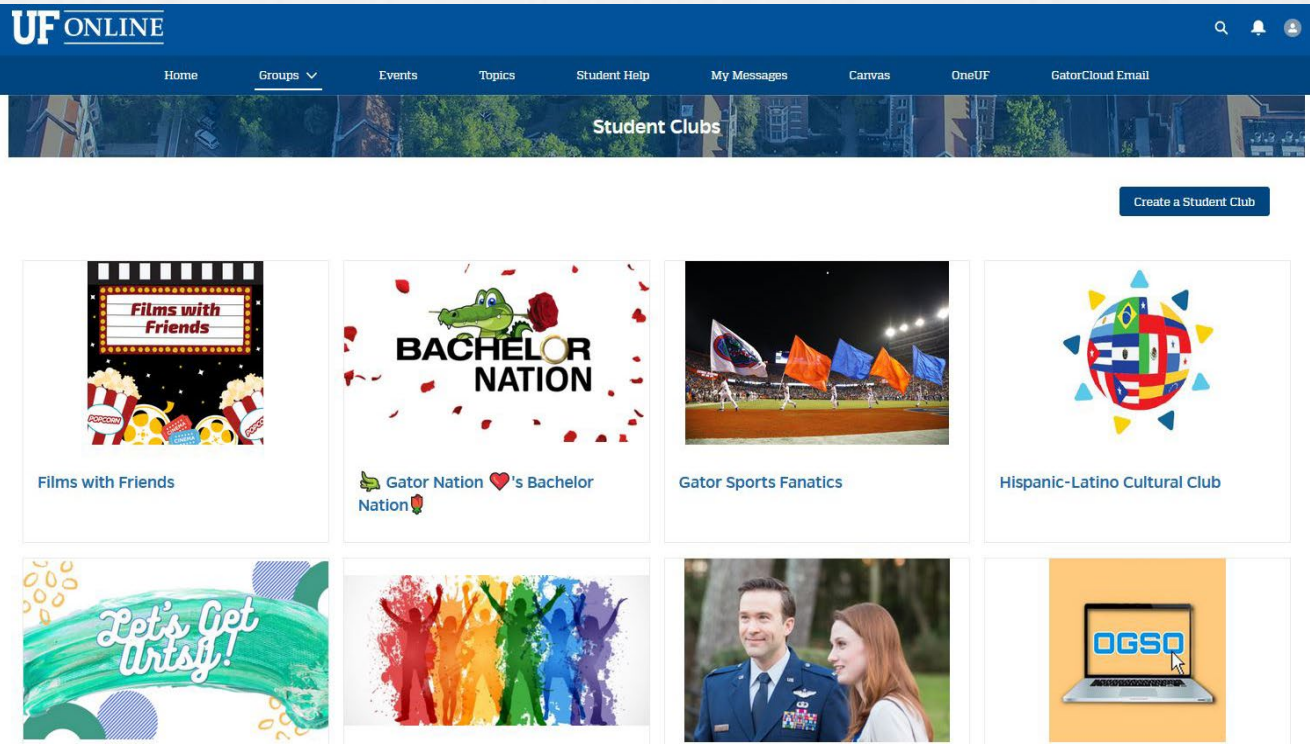 UF ONLINE
Home Groups Events Topics Student Help My Messages Canvas OneUF GatorCloud Email
Student Clubs
Create a Student Club
Films with
Friends
POPCORN
CINEMA
BACHELOR
NATION
Films with Friends
🐊 Gator Nation ❤️'s Bachelor
Nation🌹
Gator Sports Fanatics
Hispanic-Latino Cultural Club
Let's Get
Artsy!
OGSO